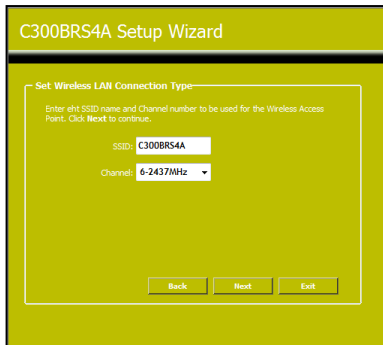 C300BRS4A Setup Wizard
Set Wireless LAN Connection Type
Enter eht SSID name and Channel number to be used for the Wireless Access
Point. Click Next to continue.
SSID: C300BRS4A
Channel: 6-2437MHz
Back Next Exit